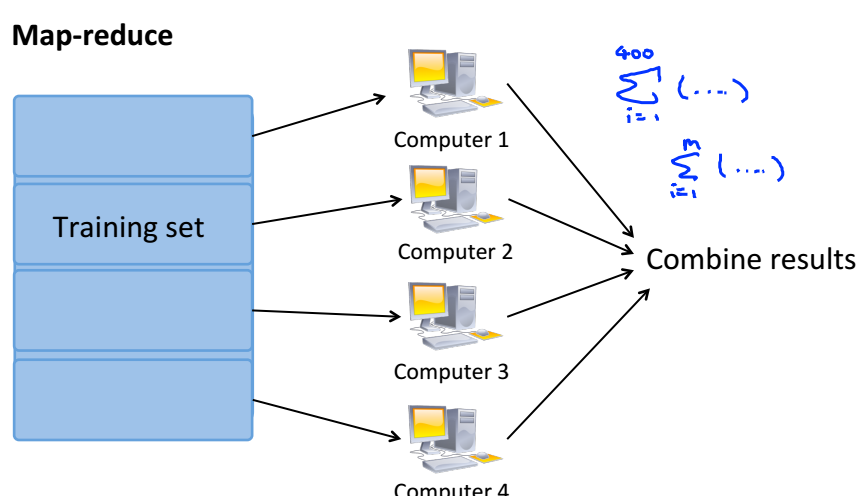 Map-reduce
400
∑ (....)
i=1
m
∑ (....)
i=1
Computer 1
Training set
Computer 2
Combine results
Computer 3
Computer 4